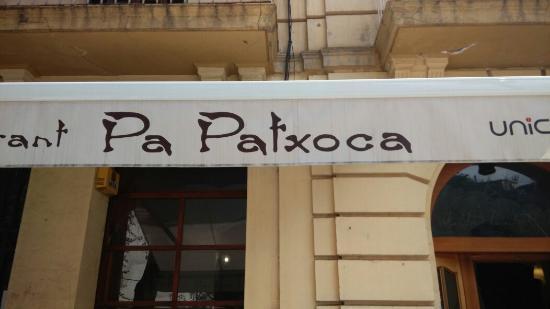 rant Pa Patxoca unic